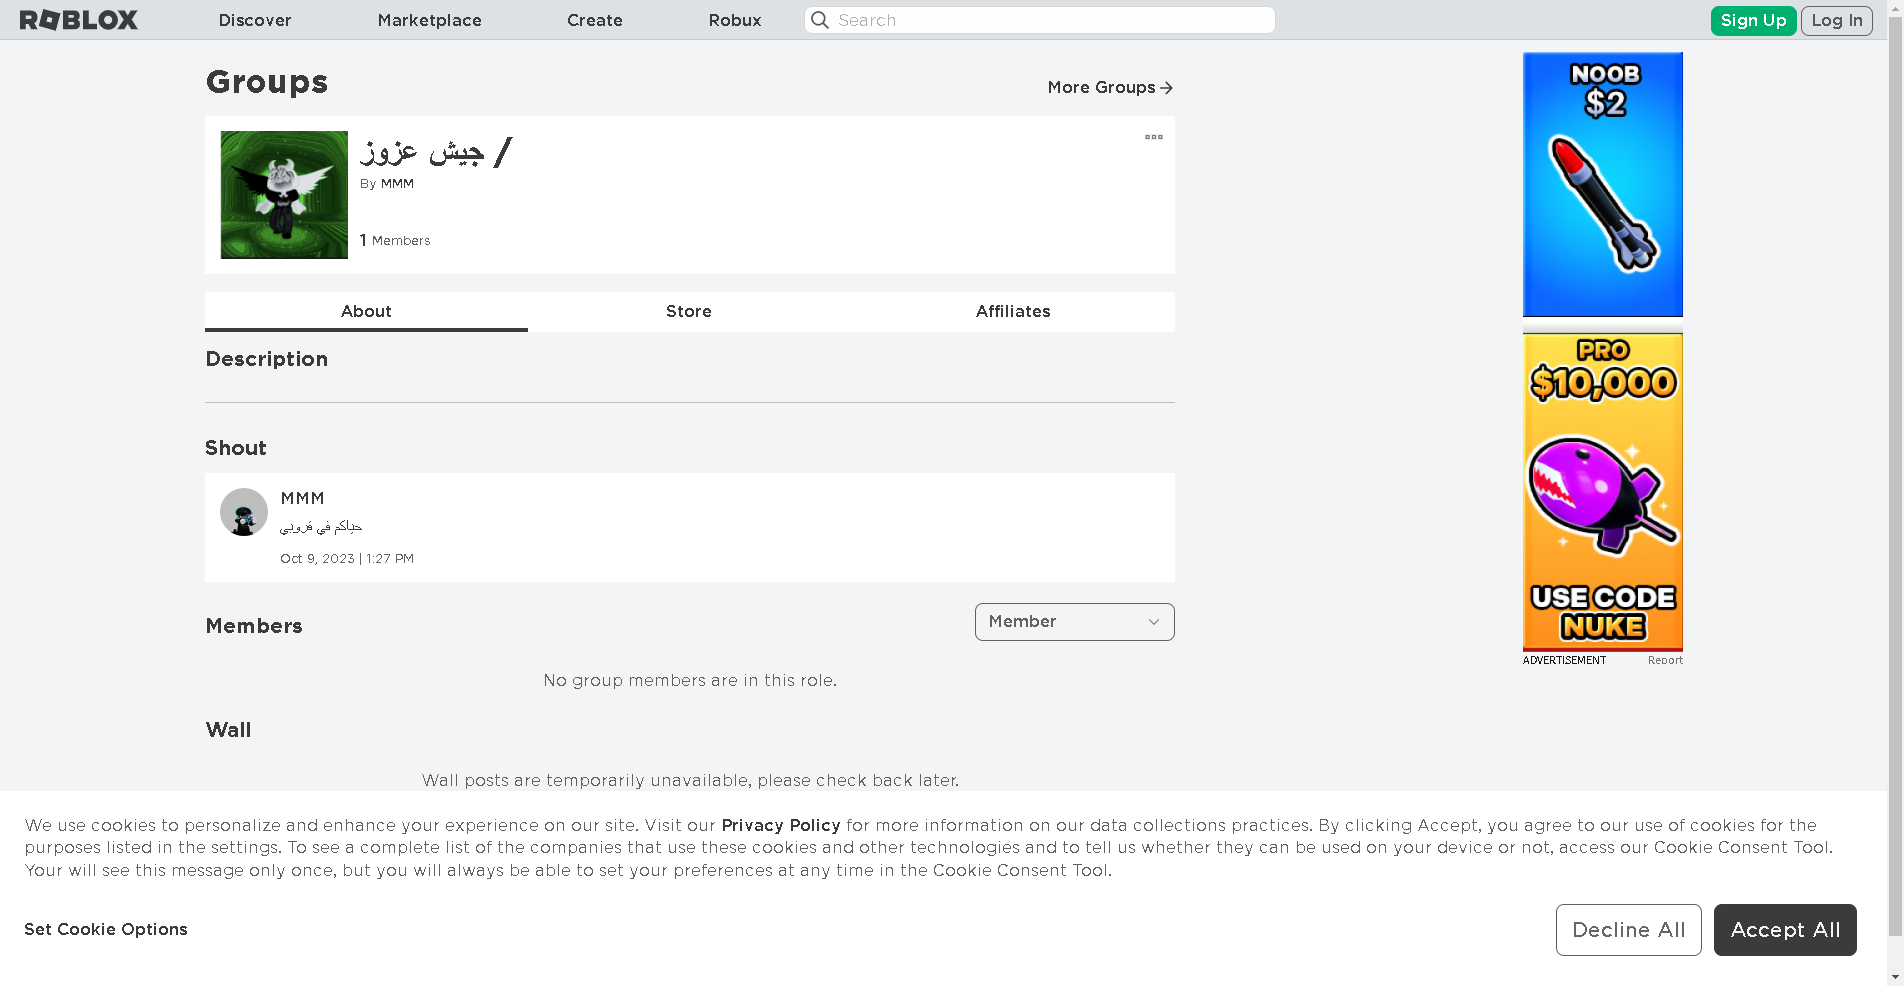 ROBLOX
Discover
Marketplace
Create
Robux
Search
Sign Up
Log In
Groups
More Groups
جيش عزوز /
By MMM
1 Members
About
Store
Affiliates
Description
Shout
MMM
حياكم في قروبي
Oct 9, 2023 | 1:27 PM
Members
Member
No group members are in this role.
Wall
Wall posts are temporarily unavailable, please check back later.
NOOB
$2
PRO
$10,000
USE CODE
NUKE
ADVERTISEMENT
Report
We use cookies to personalize and enhance your experience on our site. Visit our Privacy Policy for more information on our data collections practices. By clicking Accept, you agree to our use of cookies for the
purposes listed in the settings. To see a complete list of the companies that use these cookies and other technologies and to tell us whether they can be used on your device or not, access our Cookie Consent Tool.
Your will see this message only once, but you will always be able to set your preferences at any time in the Cookie Consent Tool.
Set Cookie Options
Decline All
Accept All